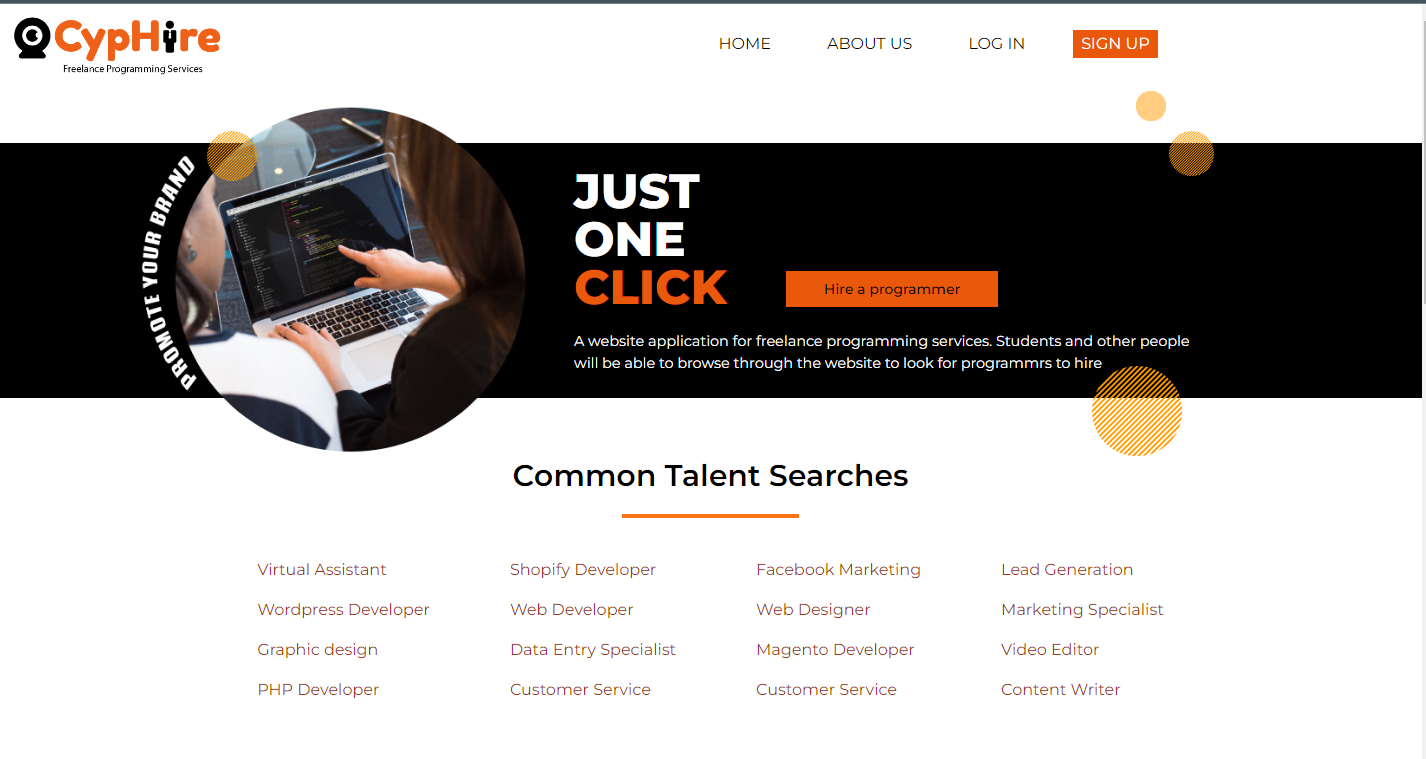 CypHire
Freelance Programming Services
HOME ABOUT US LOG IN SIGN UP
PROMOTE YOUR BRAND
JUST
ONE
CLICK
Hire a programmer
A website application for freelance programming services. Students and other people
will be able to browse through the website to look for programmrs to hire
Common Talent Searches
Virtual Assistant Shopify Developer Facebook Marketing Lead Generation
Wordpress Developer Web Developer Web Designer Marketing Specialist
Graphic design Data Entry Specialist Magento Developer Video Editor
PHP Developer Customer Service Customer Service Content Writer